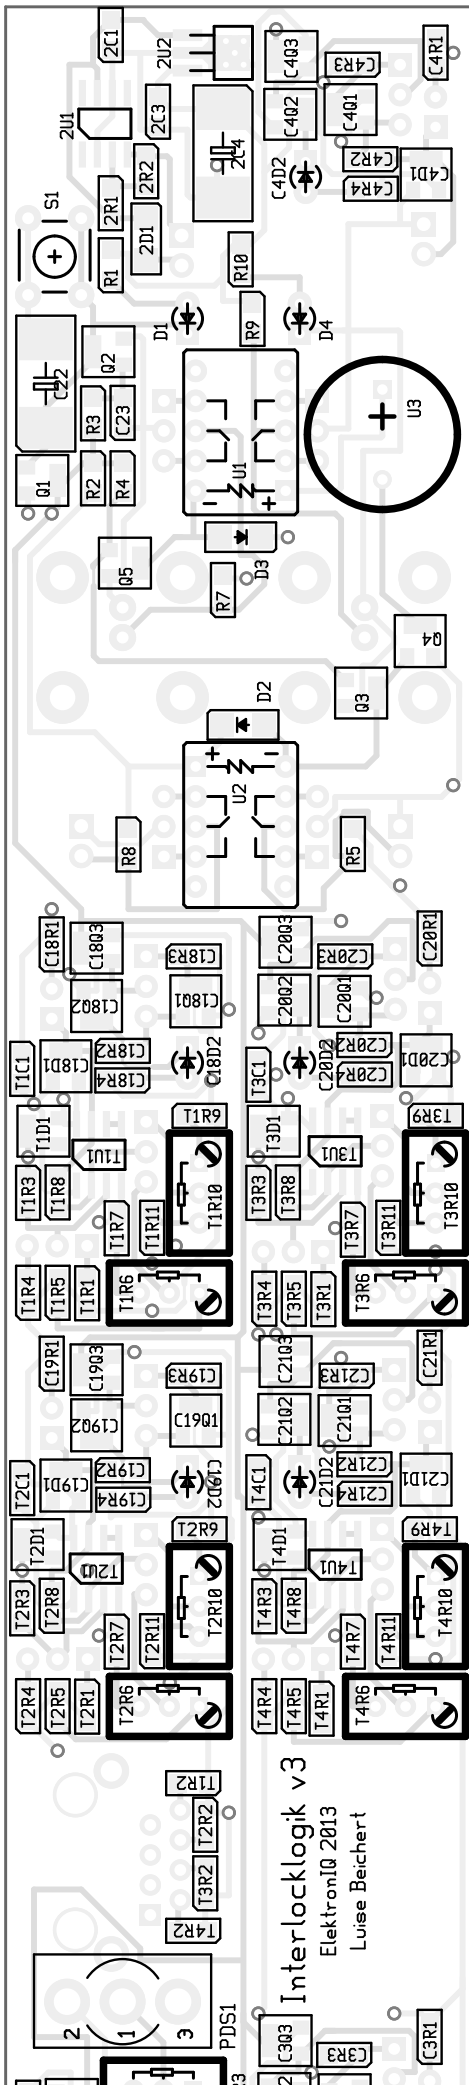 2C1
2U2
C4Q3
C4R3
C4R1
2U1
2C3
2C4
C4Q2
C4Q1
2R2
C4R2
C4D1
C4D2
C4R4
S1
2R1
2D1
R1
R10
D1
R9
D4
C22
Q2
R3
C23
U1
U3
Q1
R2
R4
Q5
D3
R7
Q4
Q3
D2
U2
R8
R5
C18R1
C18Q3
C18R3
C20Q3
C20R3
C20R1
C18Q2
C18Q1
C20Q2
C20Q1
T1C1
C18D1
C18R2
C18R4
C18D2
T3C1
C20D2
C20R2
C20R4
C20D1
T1D1
T1U1
T1R9
T3D1
T3U1
T3R9
T1R3
T1R8
T1R7
T1R11
T1R10
T3R3
T3R8
T3R7
T3R11
T3R10
T1R4
T1R5
T1R1
T1R6
T3R4
T3R5
T3R1
T3R6
C19R1
C19Q3
C19R3
C21Q3
C21R3
C21R1
C19Q2
C19Q1
C21Q2
C21Q1
T2C1
C19D1
C19R2
C19R4
C19D2
T4C1
C21D2
C21R2
C21R4
C21D1
T2D1
T2U1
T2R9
T4D1
T4U1
T4R9
T2R3
T2R8
T2R7
T2R11
T2R10
T4R3
T4R8
T4R7
T4R11
T4R10
T2R4
T2R5
T2R1
T2R6
T4R4
T4R5
T4R1
T4R6
T1R2
T2R2
T3R2
T4R2
Interlocklogik v3
ElektronIQ 2013
Luise Beichert
2
1
3
PDS1
C3Q3
C3R3
C3R1